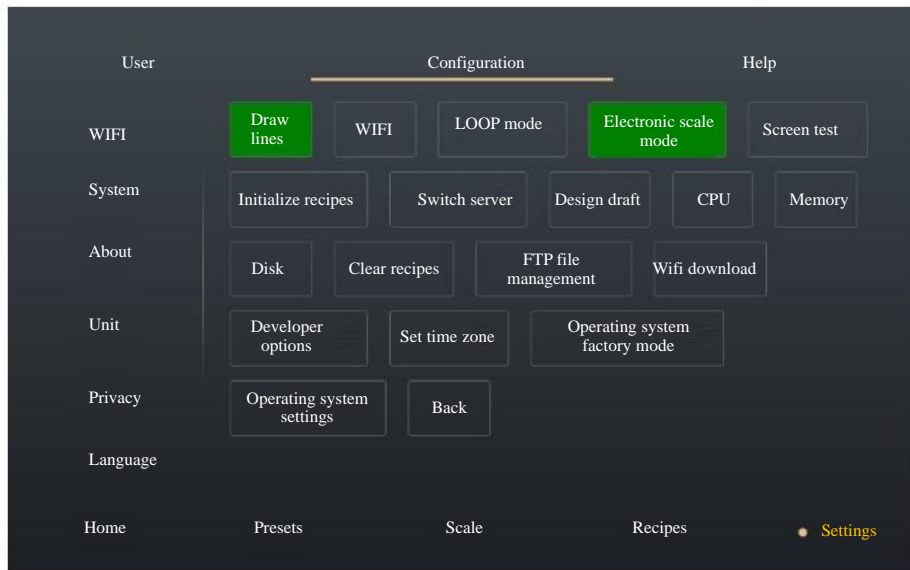 User Configuration Help
WIFI
Draw
lines
WIFI
LOOP mode
Electronic scale
mode
Screen test
System
Initialize recipes
Switch server
Design draft
CPU
Memory
About
Disk
Clear recipes
FTP file
management
Wifi download
Unit
Developer
options
Set time zone
Operating system
factory mode
Privacy
Operating system
settings
Back
Language
Home Presets Scale Recipes Settings